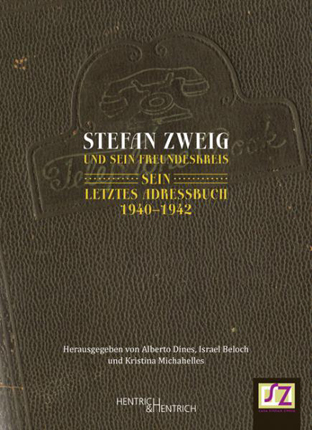 STEFAN ZWEIG
UND SEIN FREUNDESKREIS
SEIN
LETZTES ADRESSBUCH
1940–1942
Herausgegeben von Alberto Dines, Israel Beloch
und Kristina Michahelles
HENTRICH
&HENTRICH
SZ